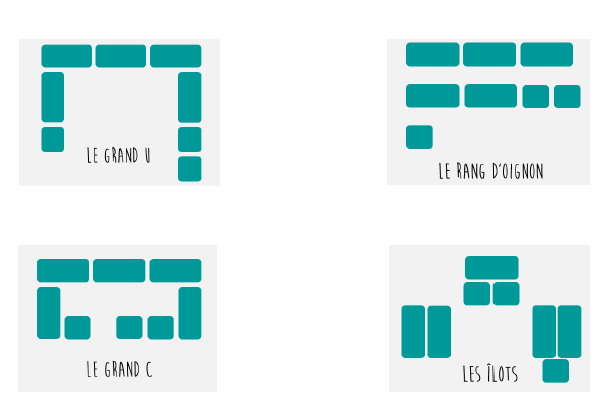 LE GRAND U
LE RANG D'OIGNON
LE GRAND C
LES ÎLOTS